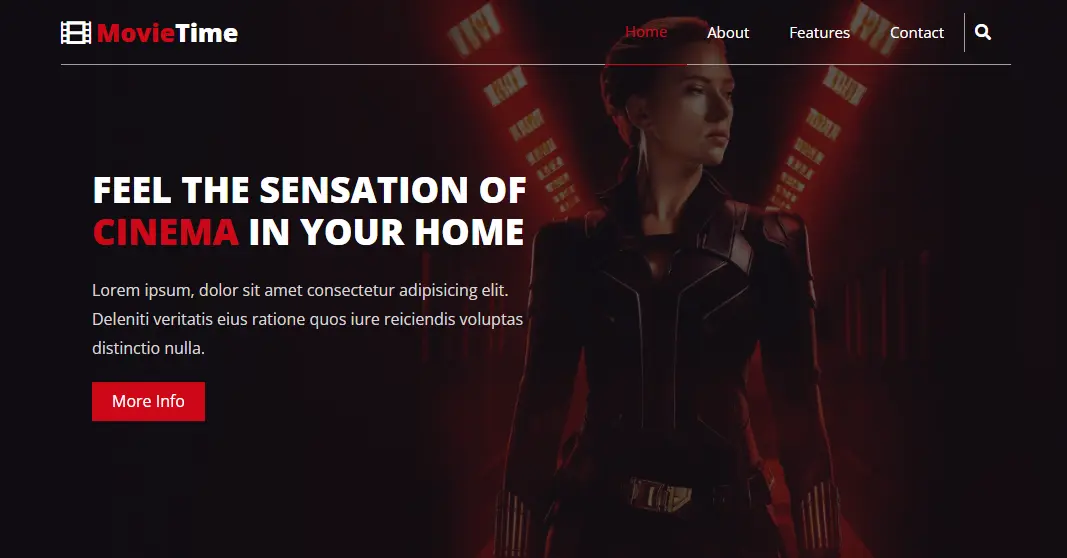 MovieTime
Home About Features Contact
FEEL THE SENSATION OF
CINEMA IN YOUR HOME
Lorem ipsum, dolor sit amet consectetur adipisicing elit.
Deleniti veritatis eius ratione quos iure reiciendis voluptas
distinctio nulla.
More Info